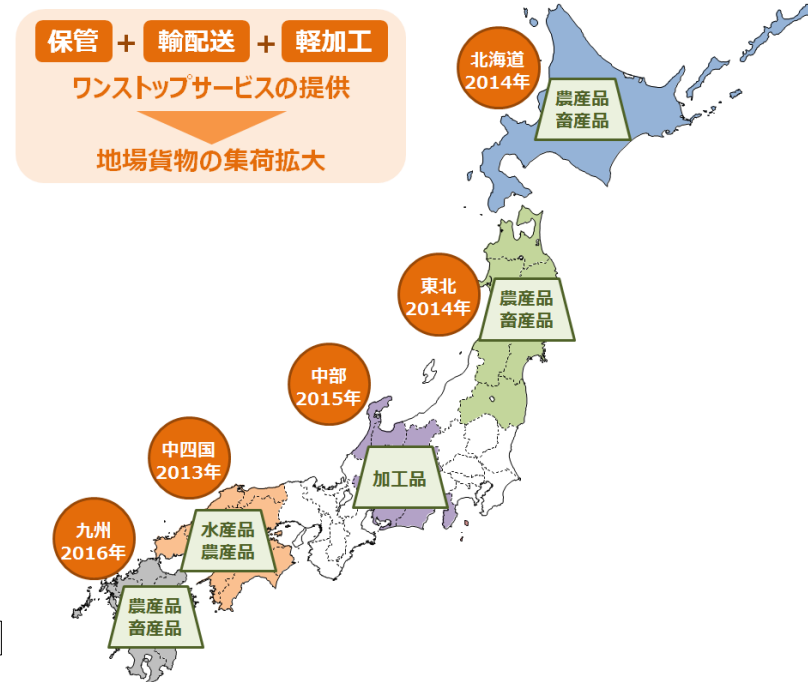 保管 + 輸配送 + 軽加工
ワンストップサービスの提供
地場貨物の集荷拡大
北海道
2014年
農産品
畜産品
東北
2014年
農産品
畜産品
中部
2015年
加工品
中四国
2013年
水産品
農産品
九州
2016年
農産品
畜産品